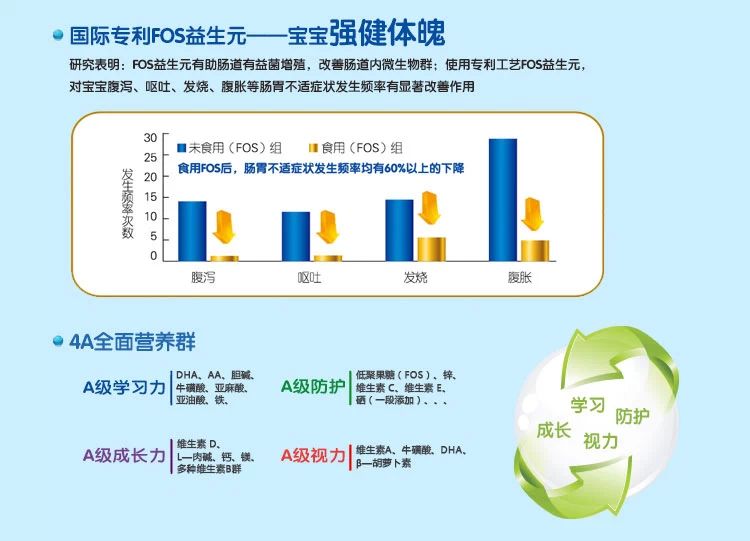 国际专利FOS益生元——宝宝强健体魄
研究表明：FOS益生元有助肠道有益菌增殖，改善肠道内微生物群；使用专利工艺FOS益生元，
对宝宝腹泻、呕吐、发烧、腹胀等肠胃不适症状发生频率有显著改善作用
发生频率次数
30
25
20
15
10
5
0
未食用（FOS）组
食用（FOS）组
食用FOS后，肠胃不适症状发生频率均有60%以上的下降
腹泻
呕吐
发烧
腹胀
4A全面营养群
A级学习力
DHA、AA、胆碱、
牛磺酸、亚麻酸、
亚油酸、铁、
A级防护
低聚果糖（FOS）、锌、
维生素 C、维生素 E、
硒（一段添加）、、、
A级成长力
维生素 D、
L—肉碱、钙、镁、
多种维生素B群
A级视力
维生素A、牛磺酸、DHA、
β—胡萝卜素
学习
防护
成长
视力